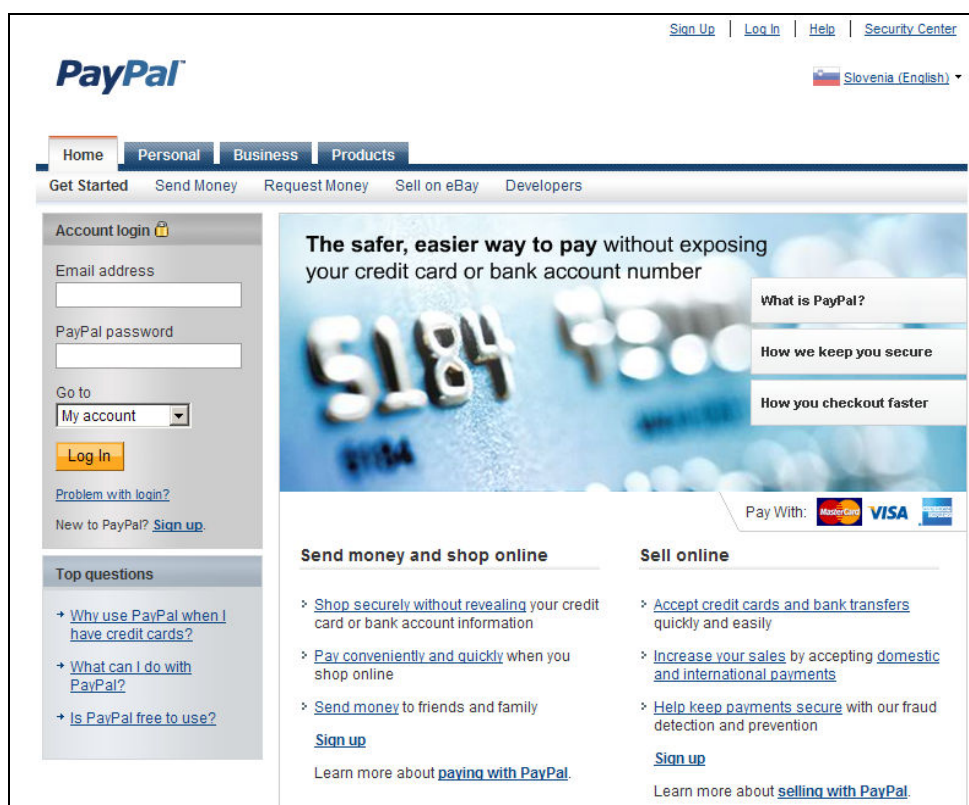 Sign Up | Log In | Help | Security Center
PayPal
Slovenia (English)
Home Personal Business Products
Get Started Send Money Request Money Sell on eBay Developers
Account login
Email address
PayPal password
Go to
My account
Log In
Problem with login?
New to PayPal? Sign up.
Top questions
Why use PayPal when I
have credit cards?
What can I do with
PayPal?
Is PayPal free to use?
The safer, easier way to pay without exposing
your credit card or bank account number
5184
5184
What is PayPal?
How we keep you secure
How you checkout faster
Pay With: MasterCard VISA
Send money and shop online
Shop securely without revealing your credit
card or bank account information
Pay conveniently and quickly when you
shop online
Send money to friends and family
Sign up
Learn more about paying with PayPal.
Sell online
Accept credit cards and bank transfers
quickly and easily
Increase your sales by accepting domestic
and international payments
Help keep payments secure with our fraud
detection and prevention
Sign up
Learn more about selling with PayPal.